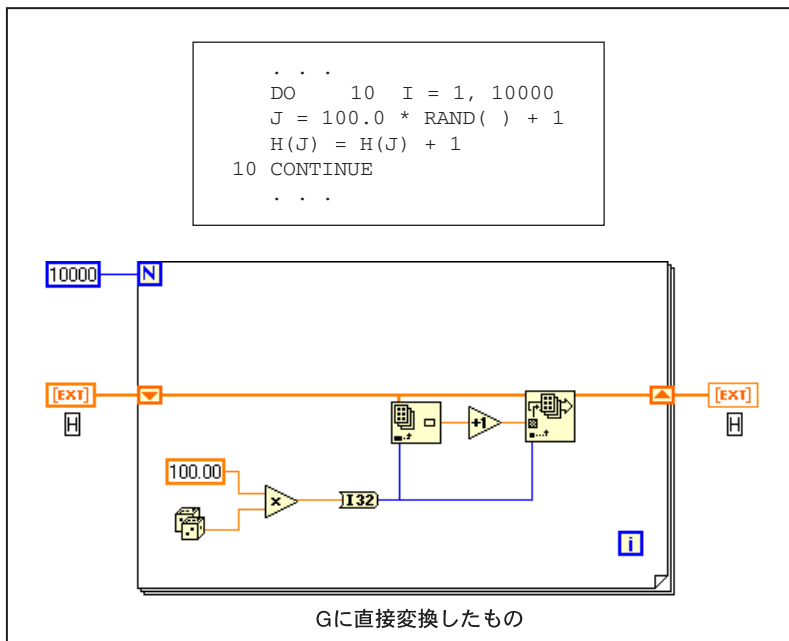 . . .
DO 10 I = 1, 10000
J = 100.0 * RAND( ) + 1
H(J) = H(J) + 1
10 CONTINUE
. . .
10000
N
[EXT]
[EXT]
H
H
+1
100.00
x
I32
i
Gに直接変換したもの